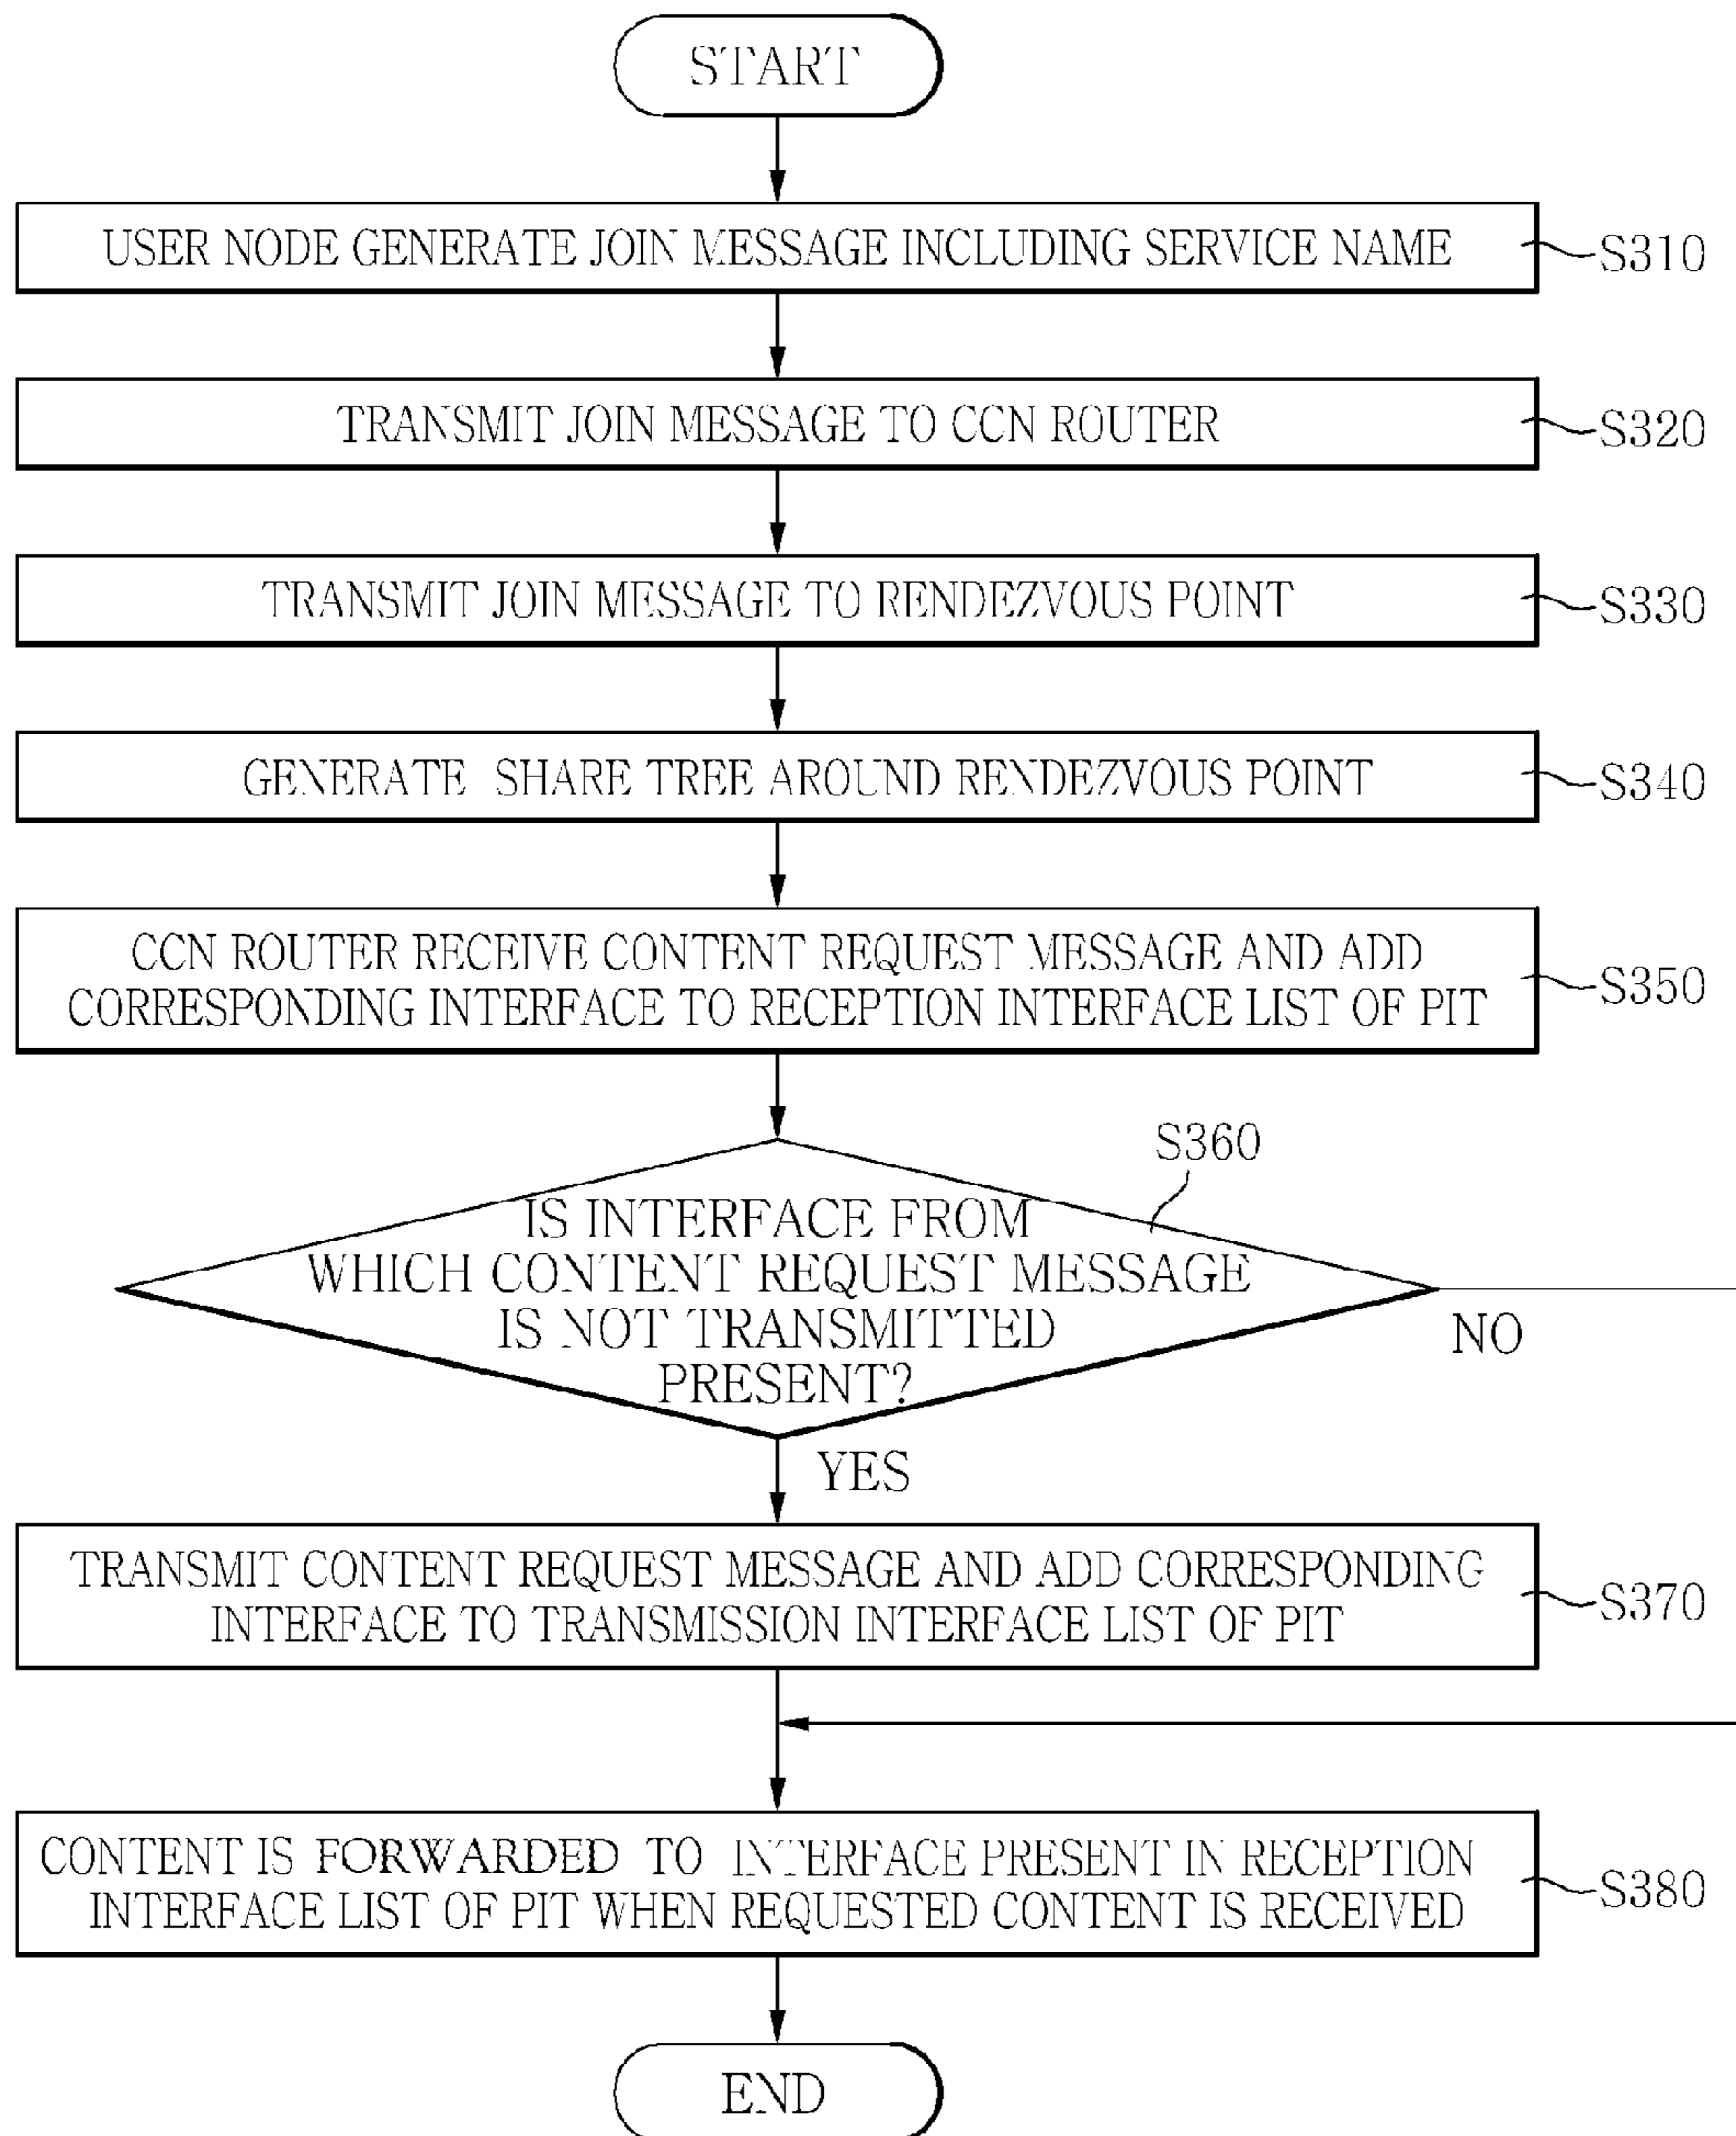 START
USER NODE GENERATE JOIN MESSAGE INCLUDING SERVICE NAME
S310
TRANSMIT JOIN MESSAGE TO CCN ROUTER
S320
TRANSMIT JOIN MESSAGE TO RENDEZVOUS POINT
S330
GENERATE SHARE TREE AROUND RENDEZVOUS POINT
S340
CCN ROUTER RECEIVE CONTENT REQUEST MESSAGE AND ADD
CORRESPONDING INTERFACE TO RECEPTION INTERFACE LIST OF PIT
S350
S360
IS INTERFACE FROM
WHICH CONTENT REQUEST MESSAGE
IS NOT TRANSMITTED
PRESENT?
NO
YES
TRANSMIT CONTENT REQUEST MESSAGE AND ADD CORRESPONDING
INTERFACE TO TRANSMISSION INTERFACE LIST OF PIT
S370
CONTENT IS FORWARDED TO INTERFACE PRESENT IN RECEPTION
INTERFACE LIST OF PIT WHEN REQUESTED CONTENT IS RECEIVED
S380
END